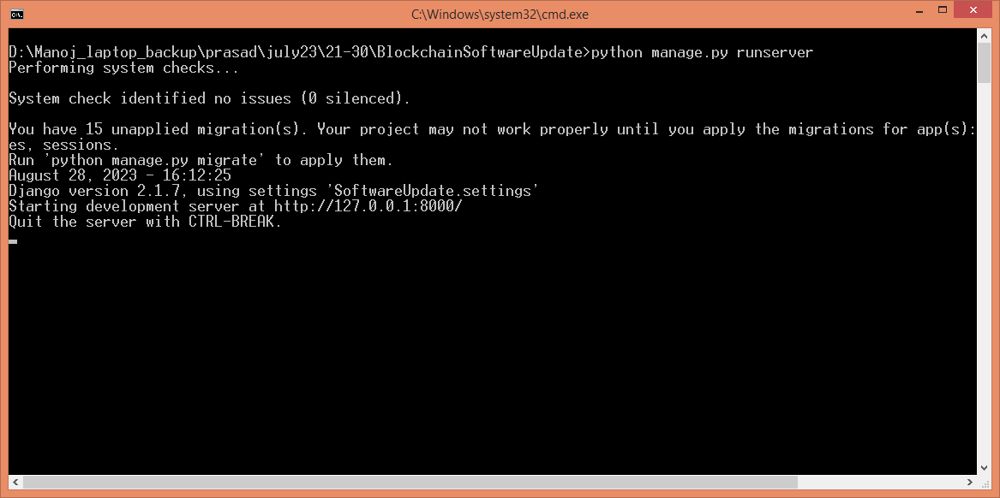 C:\Windows\system32\cmd.exe
D:\Manoj_laptop_backup\prasad\july23\21-30\BlockchainSoftwareUpdate>python manage.py runserver
Performing system checks...
System check identified no issues (0 silenced).
You have 15 unapplied migration(s). Your project may not work properly until you apply the migrations for app(s):
es, sessions.
Run 'python manage.py migrate' to apply them.
August 28, 2023 - 16:12:25
Django version 2.1.7, using settings 'SoftwareUpdate.settings'
Starting development server at http://127.0.0.1:8000/
Quit the server with CTRL-BREAK.